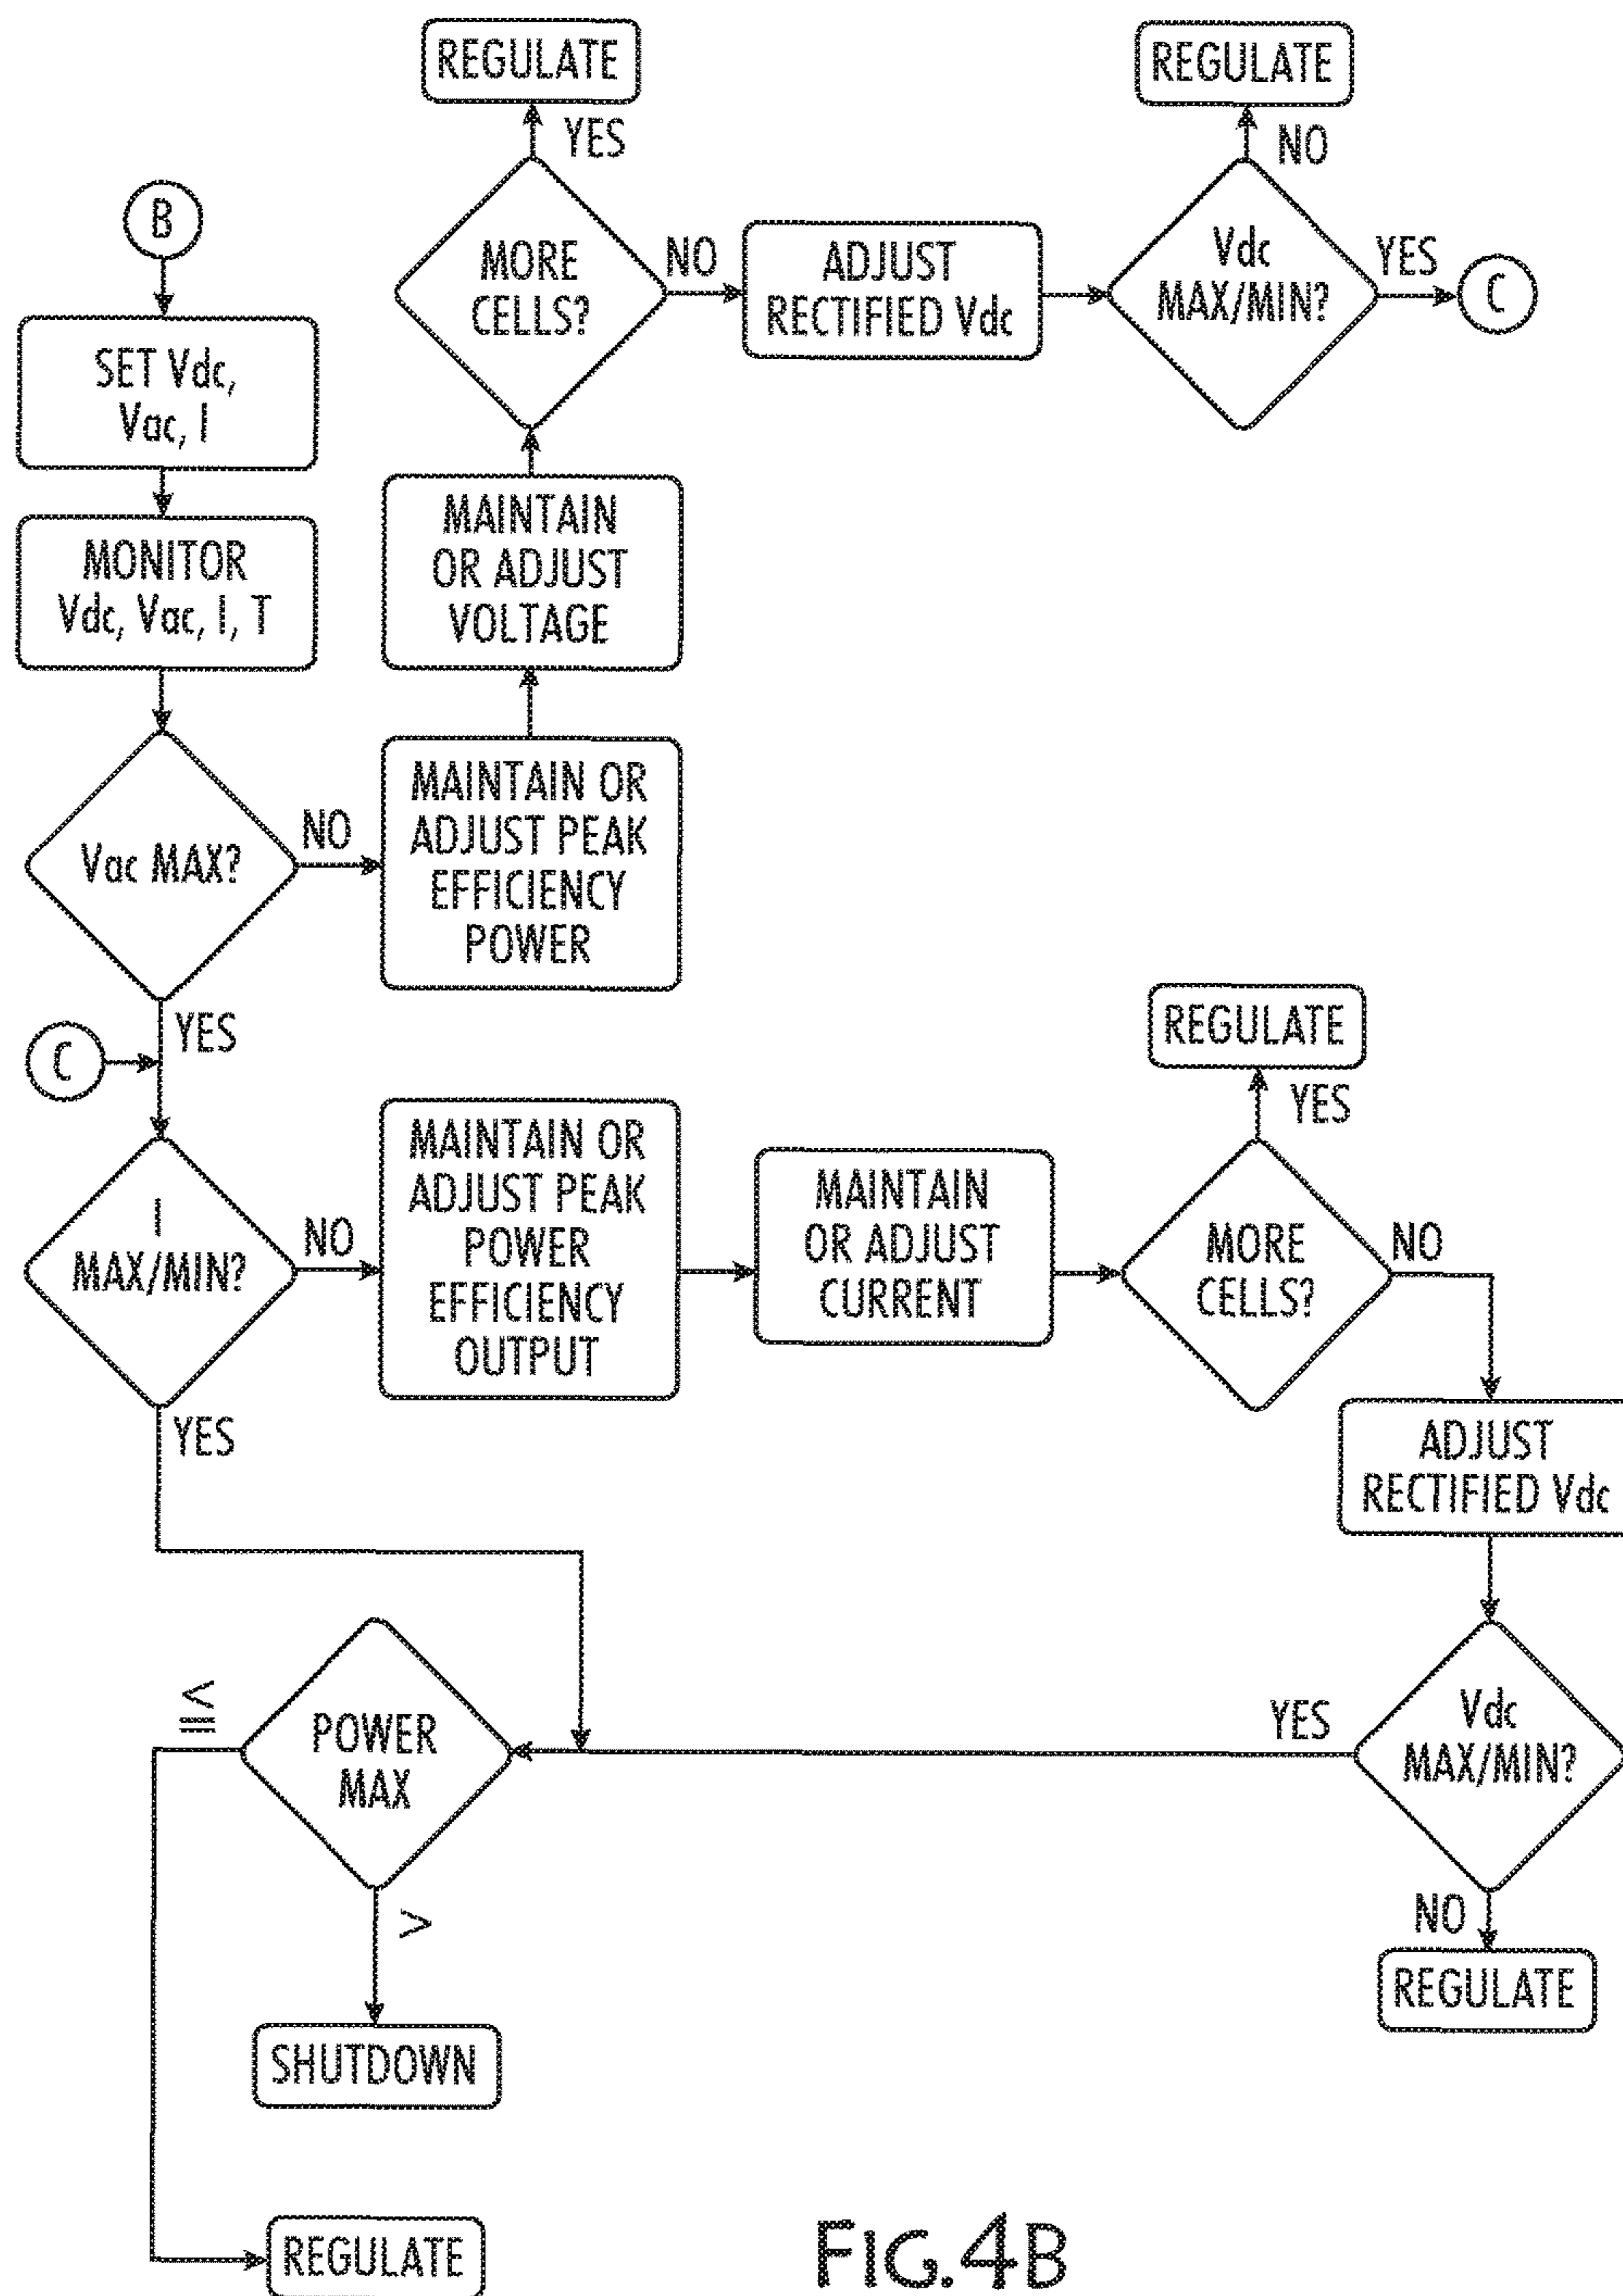 REGULATE
YES
REGULATE
NO
B
MORE
CELLS?
NO
ADJUST
RECTIFIED Vdc
Vdc
MAX/MIN?
YES
C
SET Vdc,
Vac, I
MONITOR
Vdc, Vac, I, T
MAINTAIN
OR ADJUST
VOLTAGE
Vac MAX?
NO
MAINTAIN OR
ADJUST PEAK
EFFICIENCY
POWER
YES
C
I
MAX/MIN?
NO
MAINTAIN OR
ADJUST PEAK
POWER
EFFICIENCY
OUTPUT
MAINTAIN
OR ADJUST
CURRENT
REGULATE
YES
MORE
CELLS?
NO
YES
ADJUST
RECTIFIED Vdc
≦
POWER
MAX
YES
Vdc
MAX/MIN?
>
NO
REGULATE
SHUTDOWN
REGULATE
FIG.4B